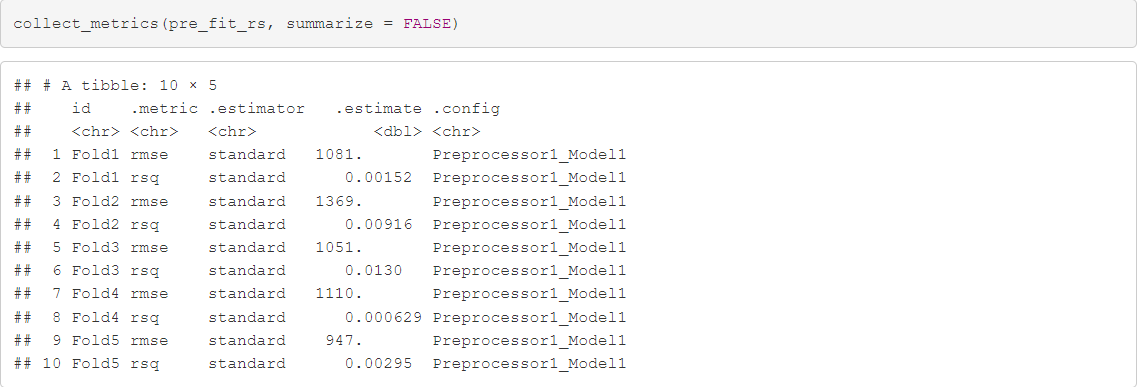 collect_metrics(pre_fit_rs, summarize = FALSE)
## # A tibble: 10 × 5
##    id    .metric .estimator   .estimate .config
##    <chr> <chr>   <chr>            <dbl> <chr>
##  1 Fold1 rmse    standard   1081.       Preprocessor1_Model1
##  2 Fold1 rsq     standard      0.00152  Preprocessor1_Model1
##  3 Fold2 rmse    standard   1369.       Preprocessor1_Model1
##  4 Fold2 rsq     standard      0.00916  Preprocessor1_Model1
##  5 Fold3 rmse    standard   1051.       Preprocessor1_Model1
##  6 Fold3 rsq     standard      0.0130   Preprocessor1_Model1
##  7 Fold4 rmse    standard   1110.       Preprocessor1_Model1
##  8 Fold4 rsq     standard      0.000629 Preprocessor1_Model1
##  9 Fold5 rmse    standard    947.       Preprocessor1_Model1
## 10 Fold5 rsq     standard      0.00295  Preprocessor1_Model1